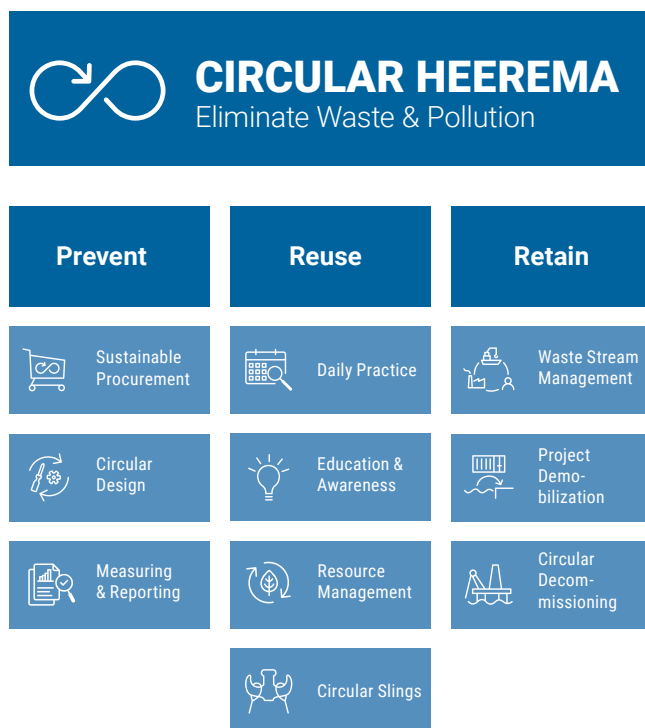 CIRCULAR HEEREMA
Eliminate Waste & Pollution
Prevent
Sustainable
Procurement
Circular
Design
Measuring
& Reporting
Reuse
Daily Practice
Education &
Awareness
Resource
Management
Circular Slings
Retain
Waste Stream
Management
Project
Demo-
bilization
Circular
Decom-
missioning